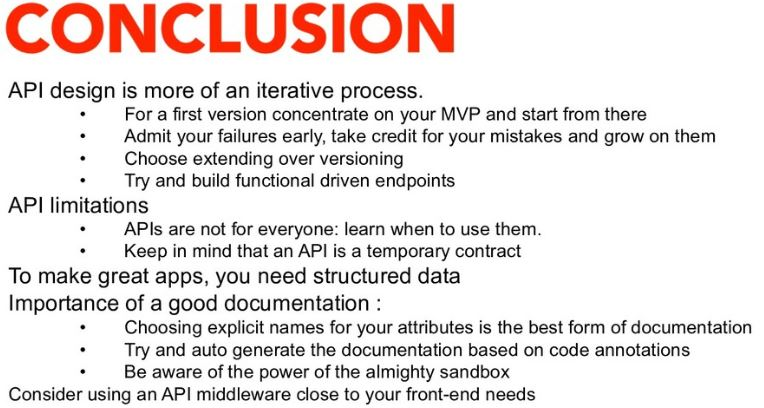 CONCLUSION
API design is more of an iterative process.
• For a first version concentrate on your MVP and start from there
• Admit your failures early, take credit for your mistakes and grow on them
• Choose extending over versioning
• Try and build functional driven endpoints
API limitations
• APIs are not for everyone: learn when to use them.
• Keep in mind that an API is a temporary contract
To make great apps, you need structured data
Importance of a good documentation :
• Choosing explicit names for your attributes is the best form of documentation
• Try and auto generate the documentation based on code annotations
• Be aware of the power of the almighty sandbox
Consider using an API middleware close to your front-end needs